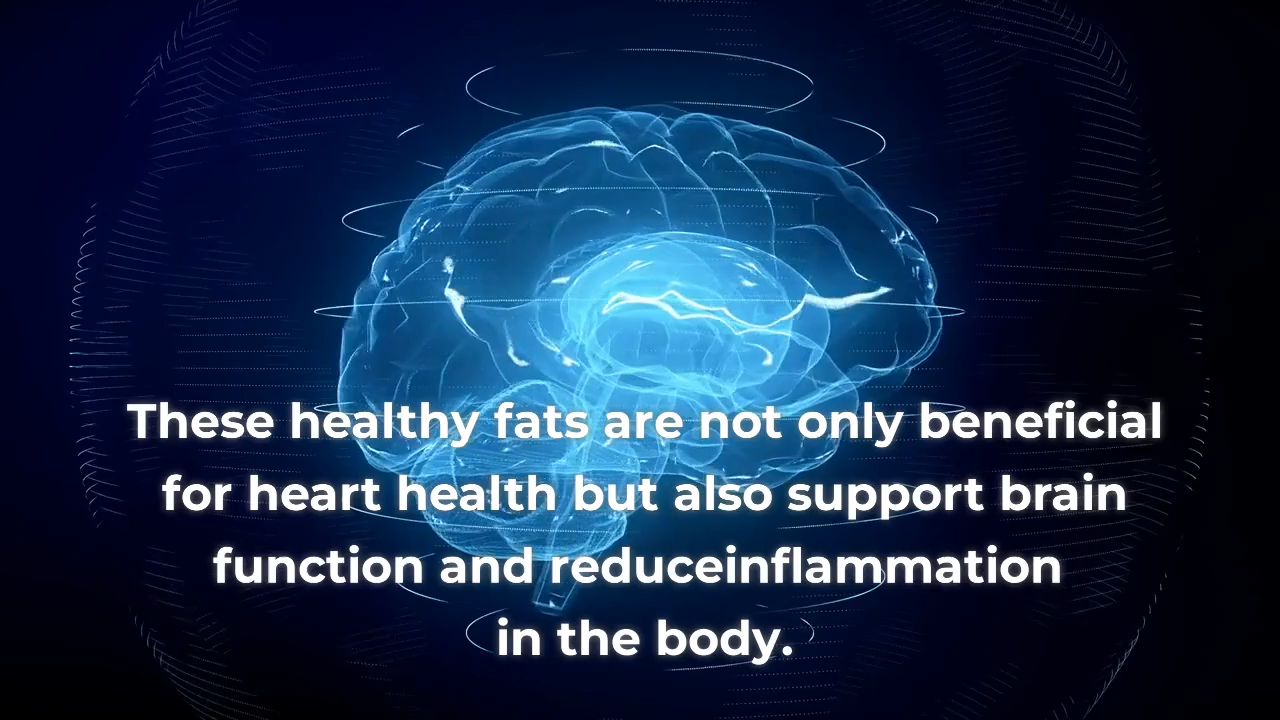 These healthy fats are not only beneficial
for heart health but also support brain
function and reduceinflammation
in the body.